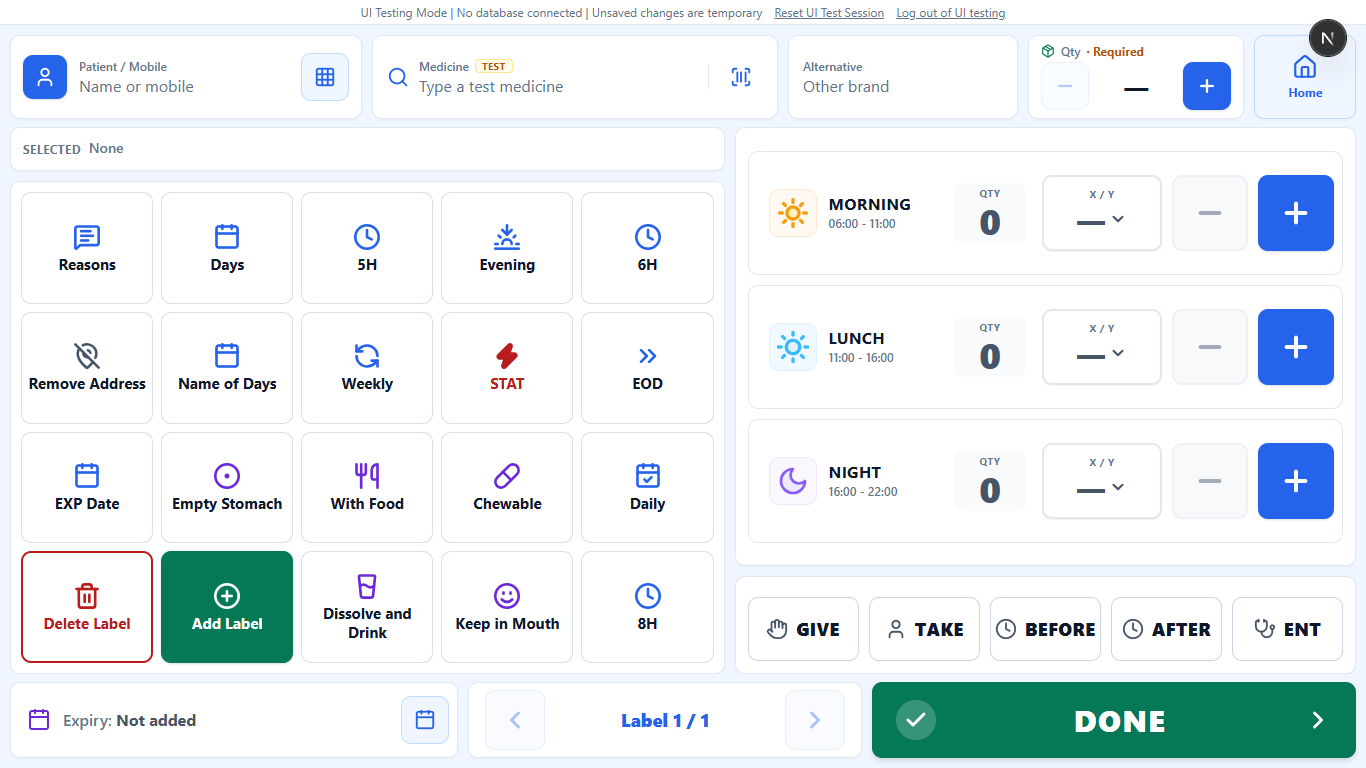 UI Testing Mode | No database connected | Unsaved changes are temporary Reset UI Test Session Log out of UI testing
Patient / Mobile
Name or mobile
Medicine TEST
Type a test medicine
Alternative
Other brand
Qty · Required
—
N
Home
SELECTED None
Reasons
Days
5H
Evening
6H
Remove Address
Name of Days
Weekly
STAT
EOD
EXP Date
Empty Stomach
With Food
Chewable
Daily
Delete Label
Add Label
Dissolve and
Drink
Keep in Mouth
8H
MORNING
06:00 - 11:00
QTY
0
X / Y
—
LUNCH
11:00 - 16:00
QTY
0
X / Y
—
NIGHT
16:00 - 22:00
QTY
0
X / Y
—
GIVE
TAKE
BEFORE
AFTER
ENT
Expiry: Not added
Label 1 / 1
DONE